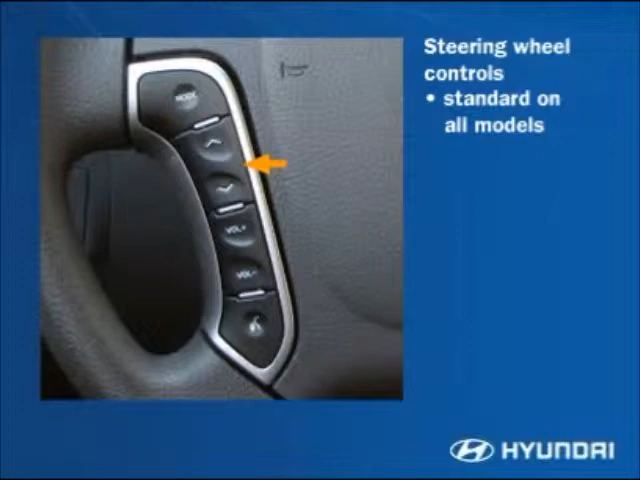 Steering wheel
controls
• standard on
all models
MODE
VOL+
VOL-
HYUNDAI